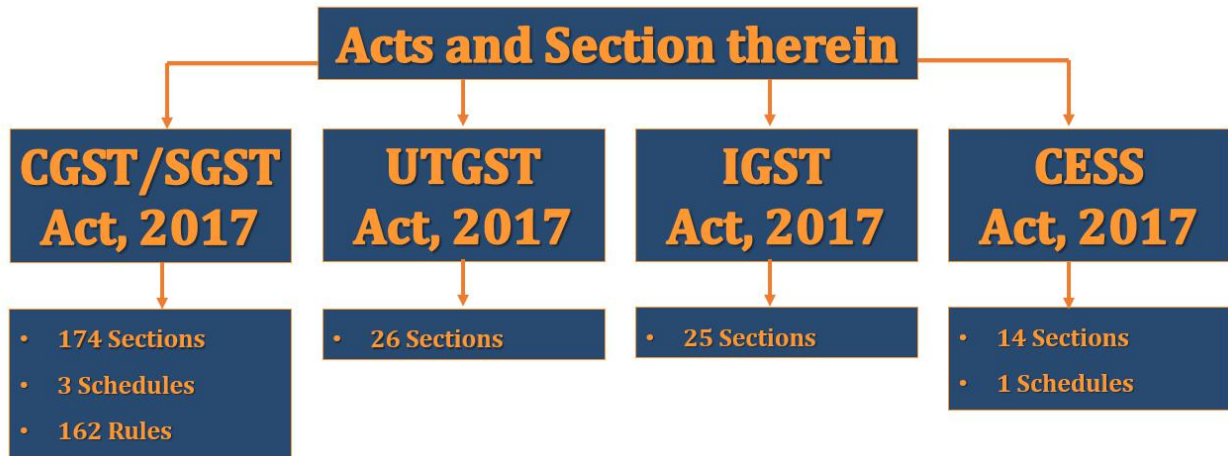 Acts and Section therein
CGST/SGST
Act, 2017
UTGST
Act, 2017
IGST
Act, 2017
CESS
Act, 2017
• 174 Sections
• 3 Schedules
• 162 Rules
• 26 Sections
• 25 Sections
• 14 Sections
• 1 Schedules